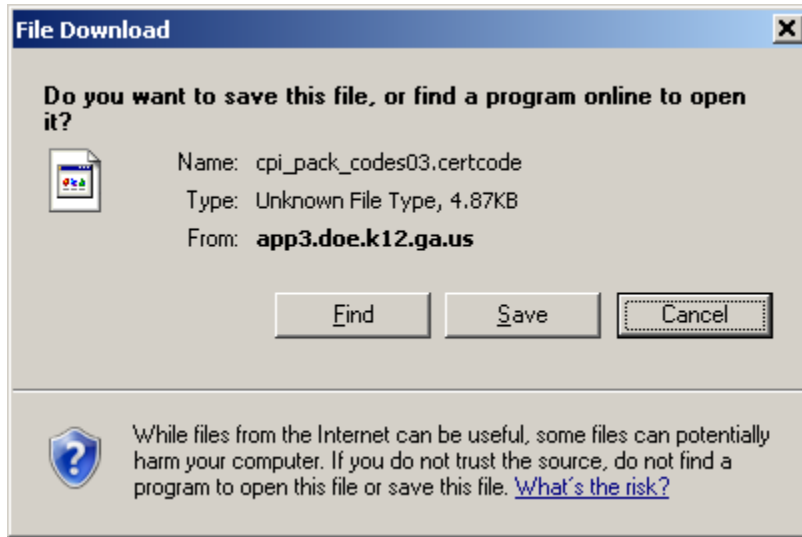 File Download
Do you want to save this file, or find a program online to open
it?
Name: cpi_pack_codes03.certcode
Type: Unknown File Type, 4.87KB
From: app3.doe.k12.ga.us
Find Save Cancel
While files from the Internet can be useful, some files can potentially
harm your computer. If you do not trust the source, do not find a
program to open this file or save this file. What's the risk?